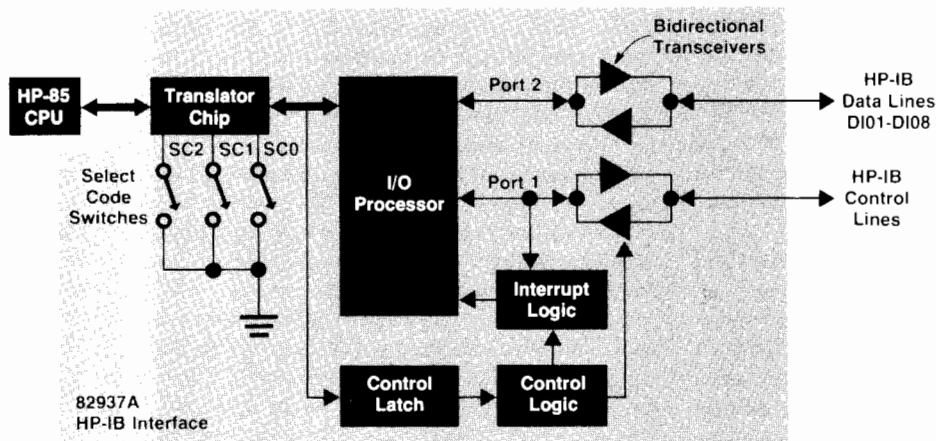 Bidirectional
Transceivers
HP-85
CPU
Translator
Chip
Port 2
HP-IB
Data Lines
DI01-DI08
SC2
SC1
SC0
Select
Code
Switches
I/O
Processor
Port 1
HP-IB
Control
Lines
Interrupt
Logic
Control
Latch
Control
Logic
82937A
HP-IB Interface